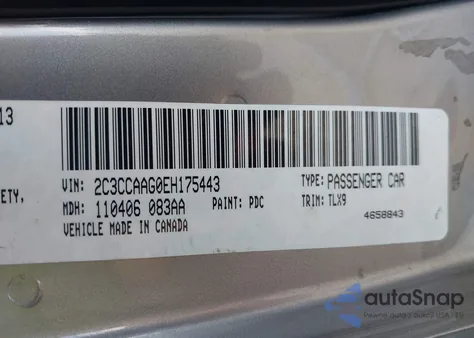 13
VIN: 2C3CCAAG0EH175443 TYPE: PASSENGER CAR
ETY, MDH: 110406 083AA PAINT: PDC TRIM: TLX9
VEHICLE MADE IN CANADA 4658843
autoSnap